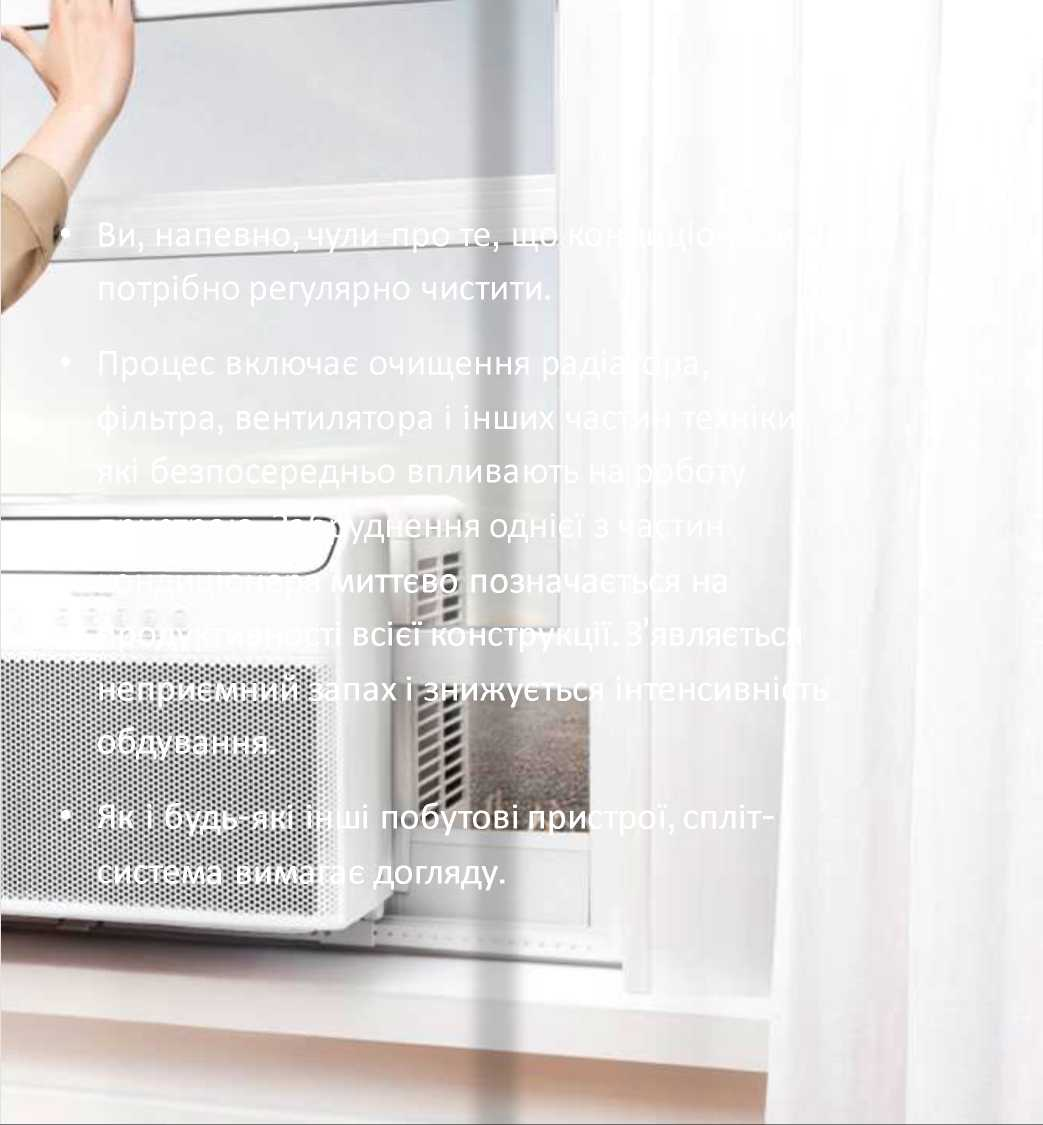 • Ви, напевно, чули про те, що кондиціонери
потрібно регулярно чистити.
• Процес включає очищення радіатора,
фільтра, вентилятора і інших частин техніки,
які безпосередньо впливають на роботу
пристрою. Забруднення однієї з частин
кондиціонера миттєво позначається на
продуктивності всієї конструкції. З'являється
неприємний запах і знижується інтенсивність
обдування.
• Як і будь-які інші побутові пристрої, спліт-
система вимагає догляду.